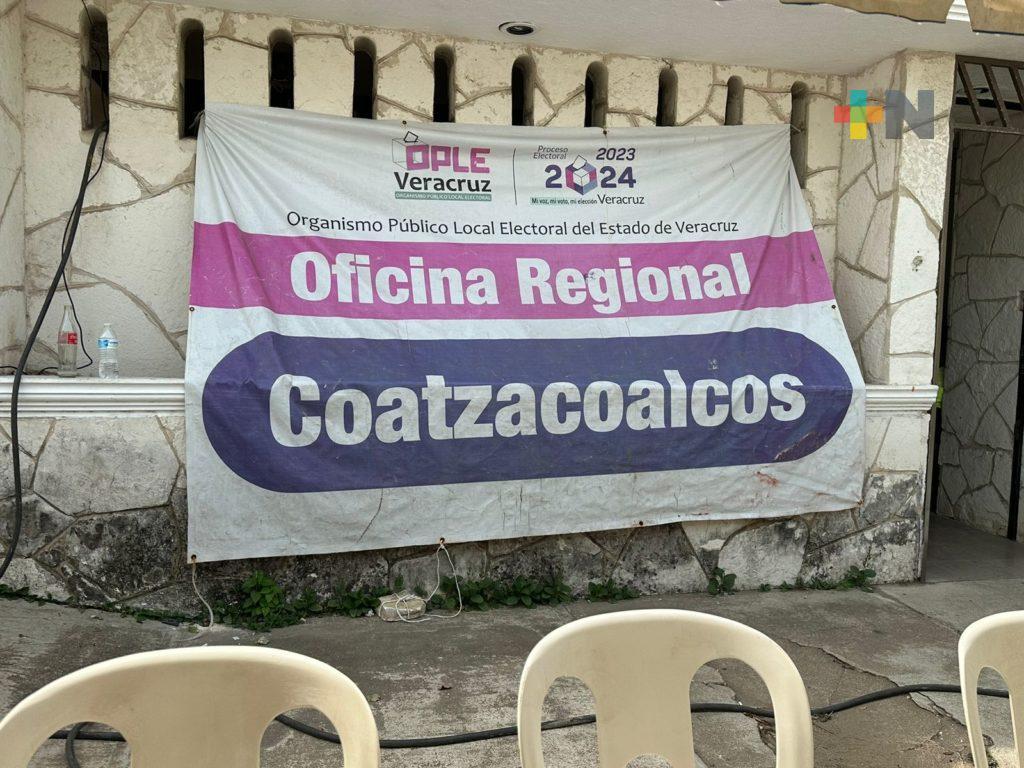 +N
OPLE
Veracruz
ORGANISMO PÚBLICO LOCAL ELECTORAL
Proceso
Electoral
2023
2024
Mi voz, mi voto, mi elección Veracruz
Organismo Público Local Electoral del Estado de Veracruz
Oficina Regional
Coatzacoalcos